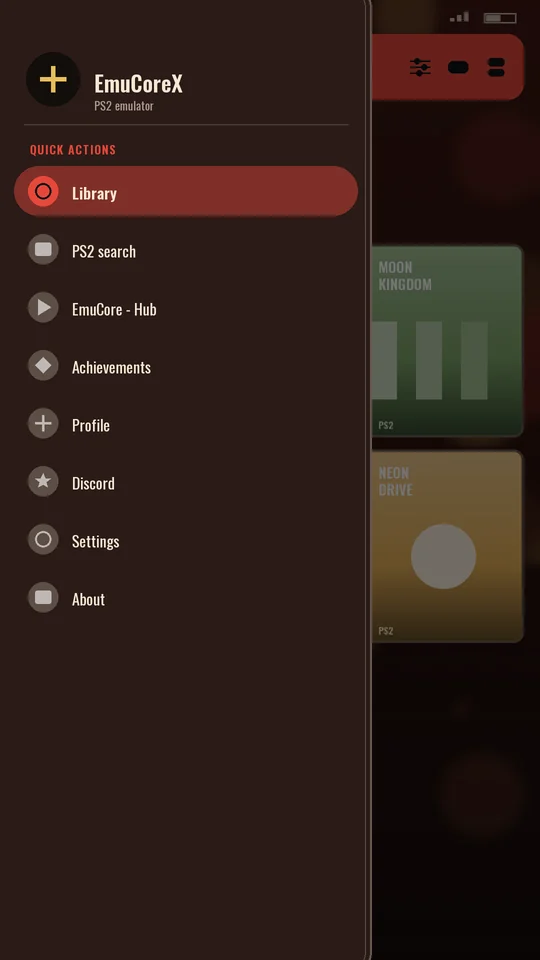 EmuCoreX
PS2 emulator
QUICK ACTIONS
Library
PS2 search
EmuCore - Hub
Achievements
Profile
Discord
Settings
About
MOON
KINGDOM
PS2
NEON
DRIVE
PS2